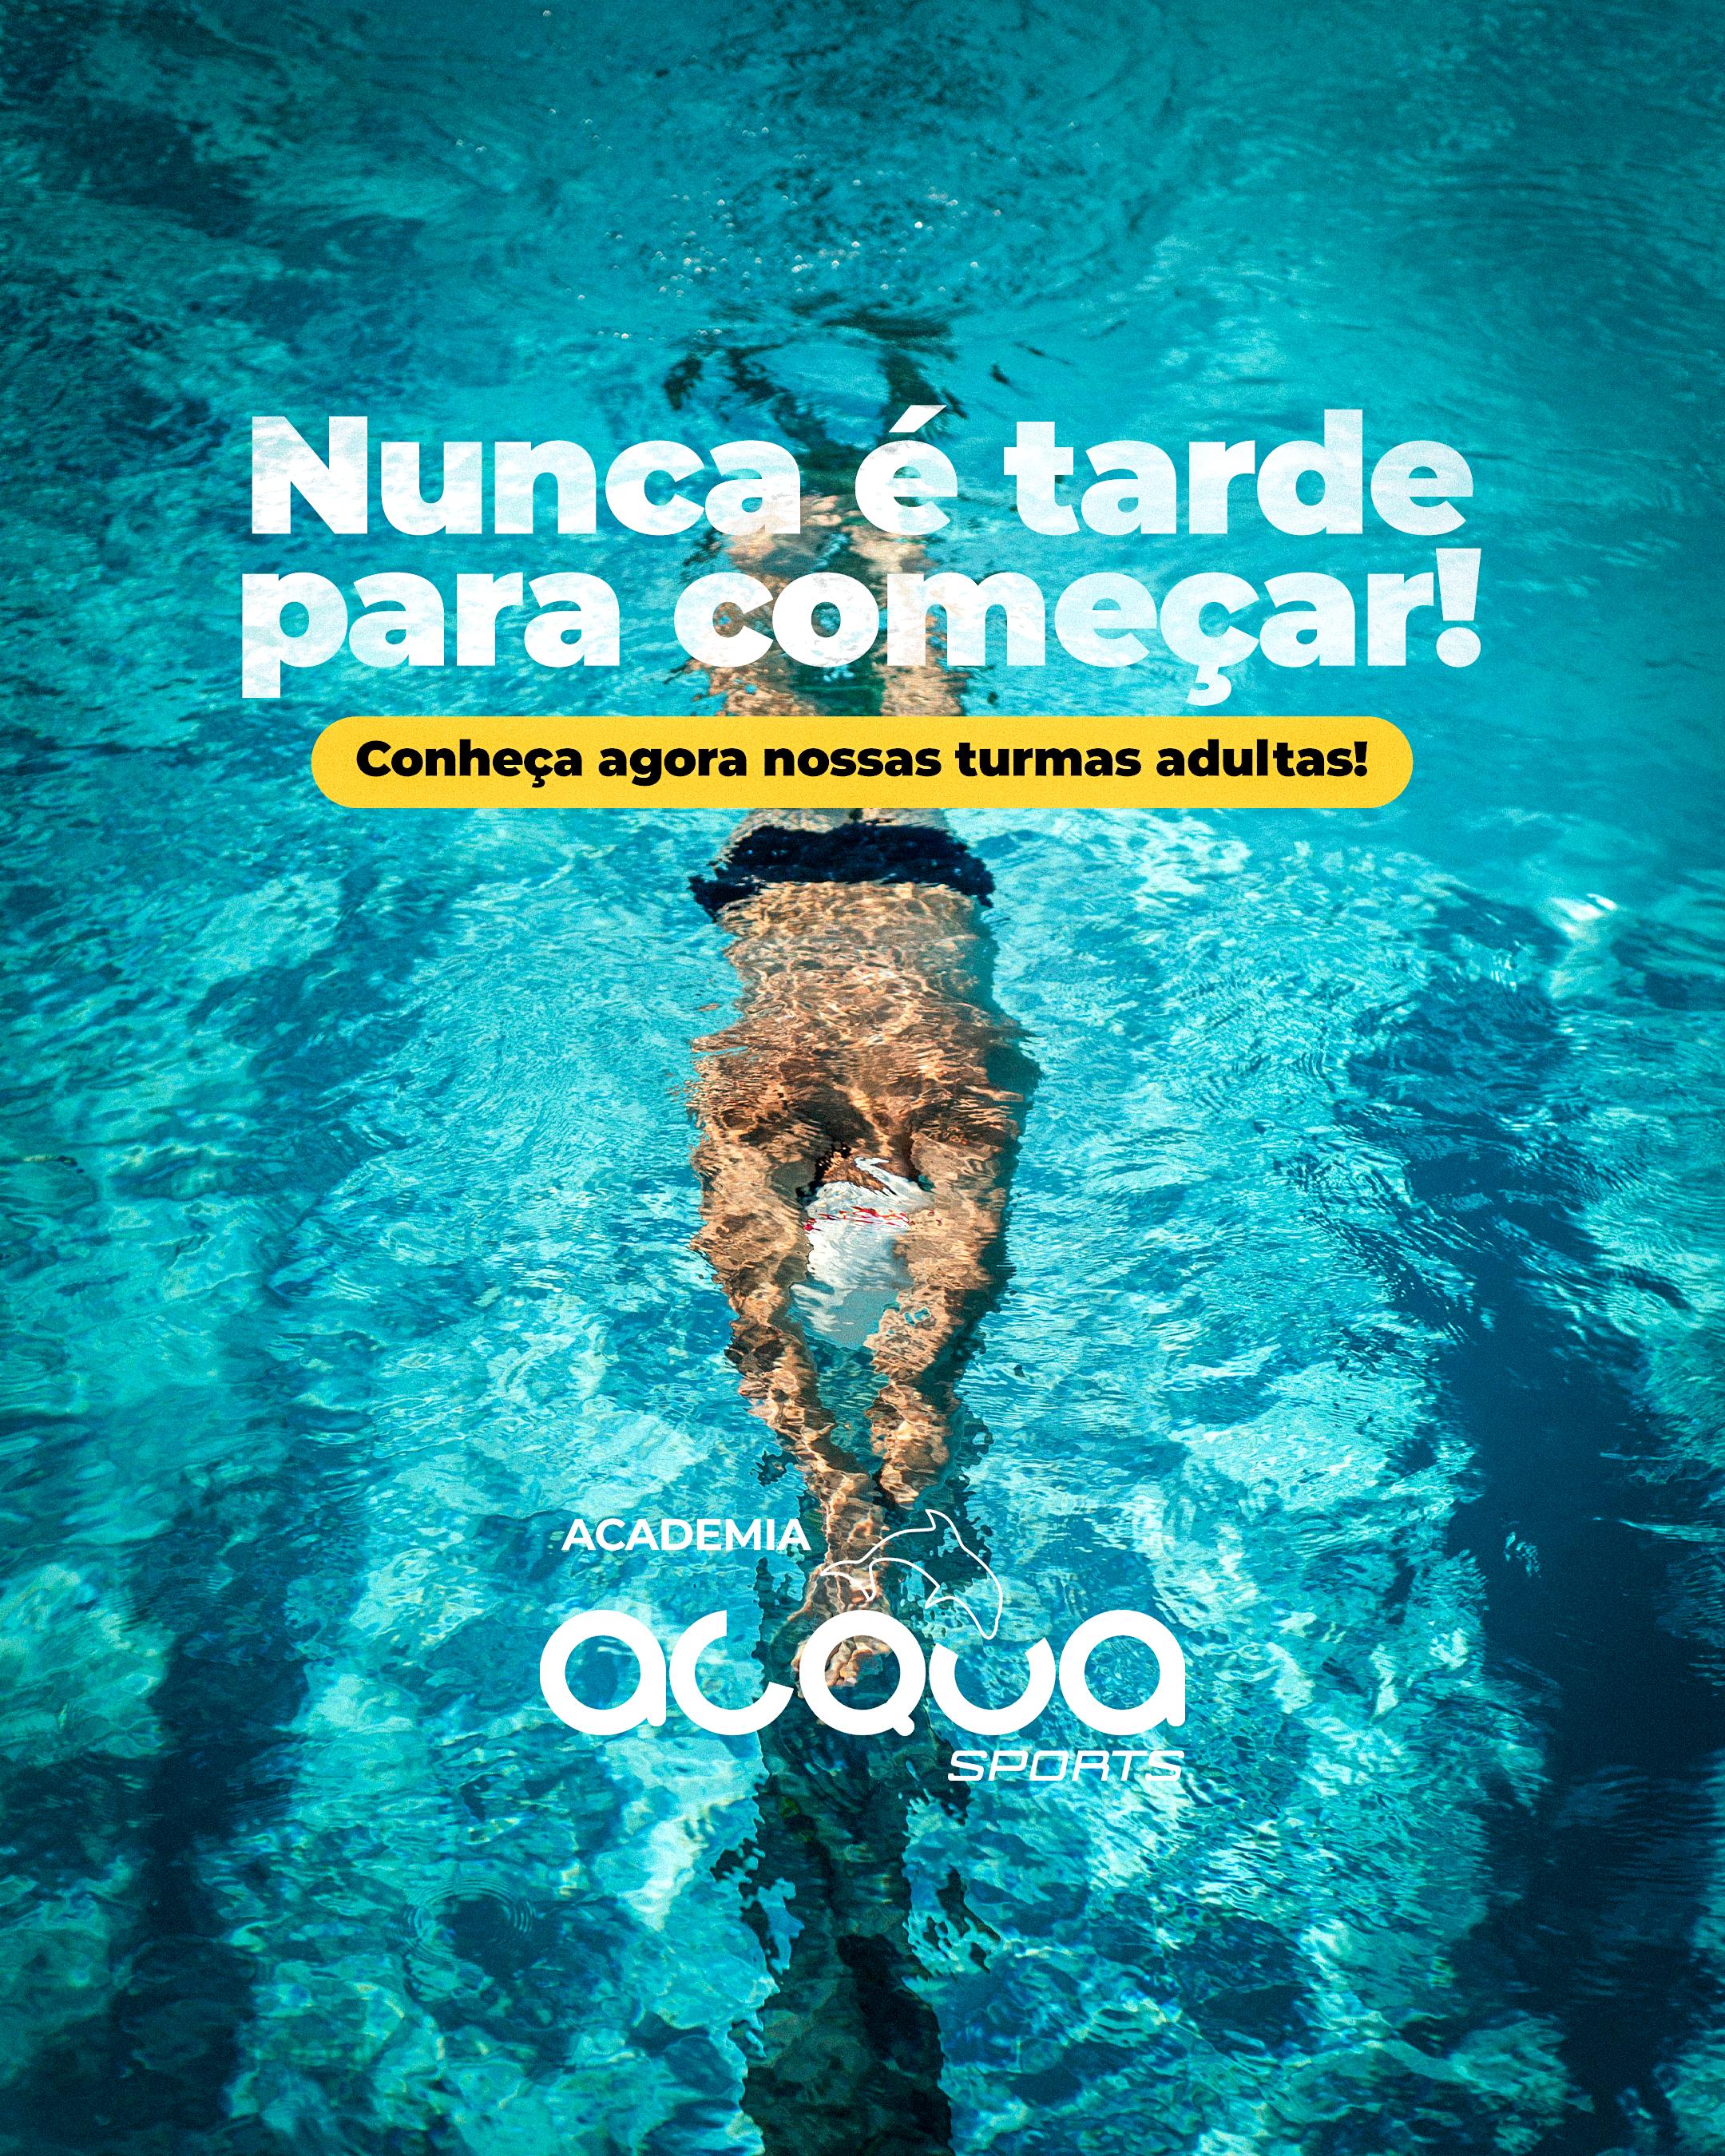 Nunca é tarde
para começar!
Conheça agora nossas turmas adultas!
ACADEMIA
acqua
SPORTS